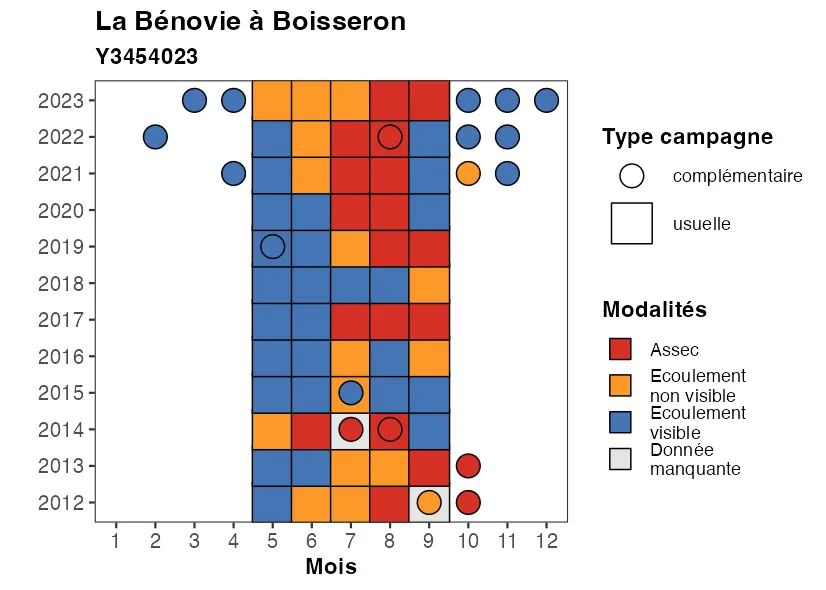 La Bénovie à Boisseron
Y3454023
2023
2022
2021
2020
2019
2018
2017
2016
2015
2014
2013
2012
1 2 3 4 5 6 7 8 9 10 11 12
Mois
Type campagne
complémentaire
usuelle
Modalités
Assec
Ecoulement
non visible
Ecoulement
visible
Donnée
manquante